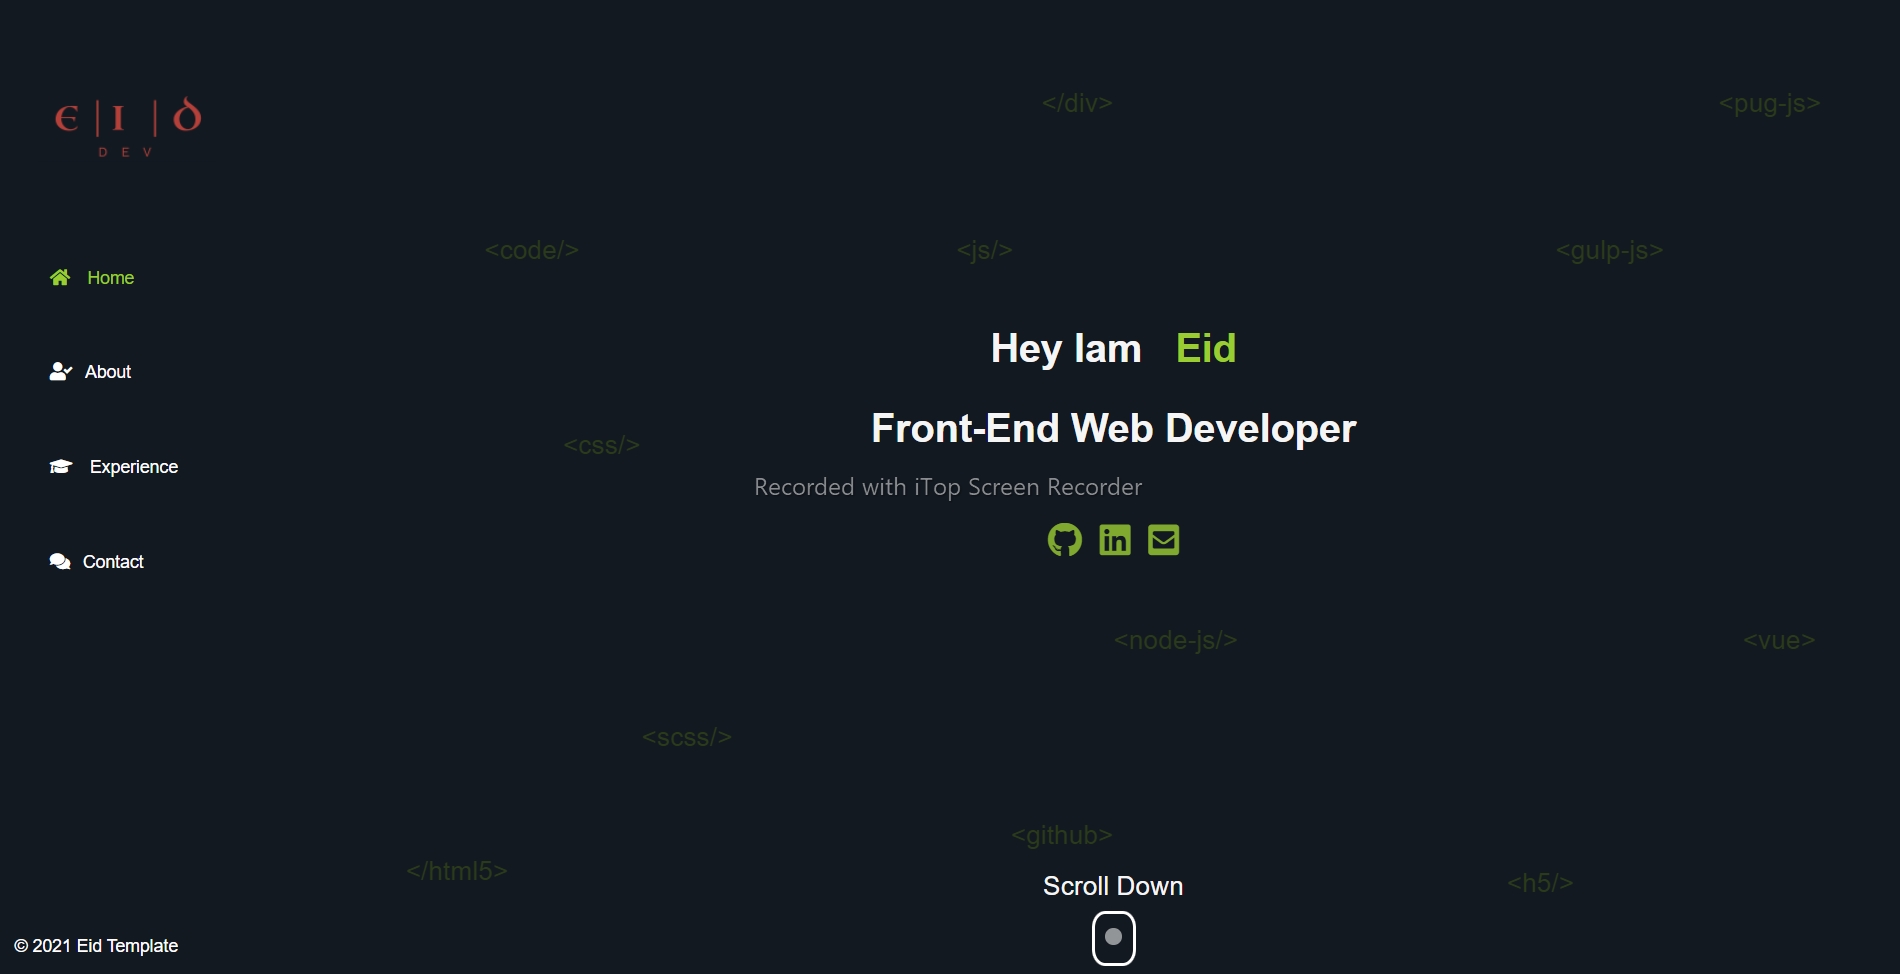 Є | I | Ꝺ
DEV
Home
About
Experience
Contact
© 2021 Eid Template
</div> <pug-js>
<code/> <js/> <gulp-js>
Hey Iam Eid
Front-End Web Developer
<css/>
Recorded with iTop Screen Recorder
<node-js/> <vue>
<scss/>
<github>
</html5>
<h5/>
Scroll Down